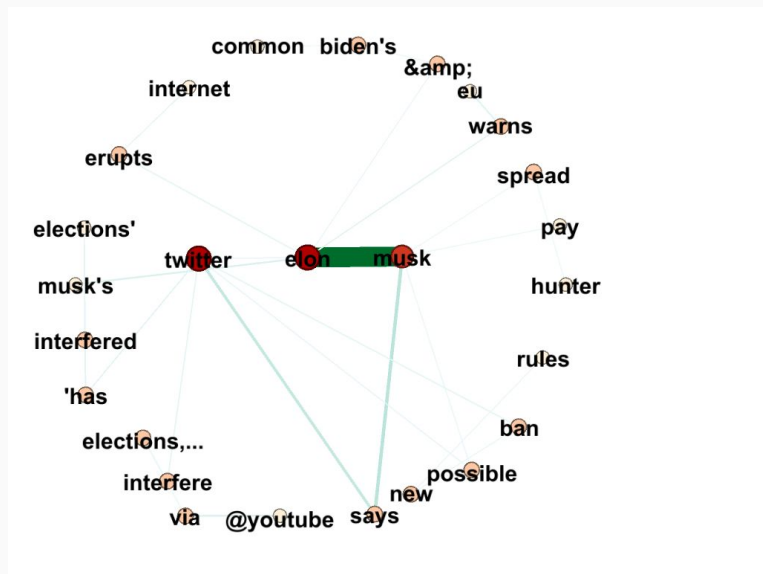 common biden's
&amp;
internet eu
warns
erupts
spread
elections' pay
twitter elon musk
musk's hunter
interfered
rules
'has
ban
elections,...
possible
interfere
new
via @youtube says